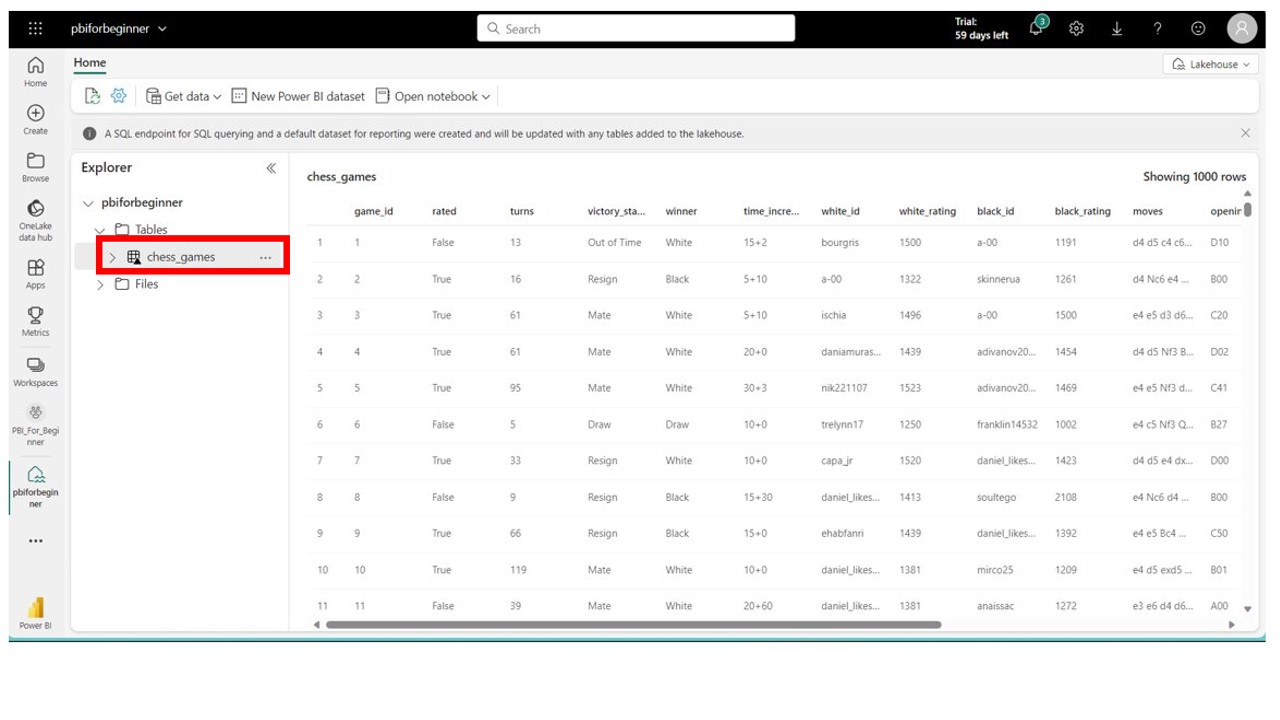 pbiforbeginner
Search
Trial:
59 days left
3
Home
Lakehouse
Get data
New Power BI dataset
Open notebook
A SQL endpoint for SQL querying and a default dataset for reporting were created and will be updated with any tables added to the lakehouse.
Home
Create
Browse
OneLake
data hub
Apps
Metrics
Workspaces
PBI_For_Begi
nner
pbiforbegin
ner
Power BI
Explorer
pbiforbeginner
Tables
chess_games
Files
chess_games Showing 1000 rows
game_id rated turns victory_sta... winner time_incre... white_id white_rating black_id black_rating moves openin
1 1 False 13 Out of Time White 15+2 bourgris 1500 a-00 1191 d4 d5 c4 c6... D10
2 2 True 16 Resign Black 5+10 a-00 1322 skinnerua 1261 d4 Nc6 e4 ... B00
3 3 True 61 Mate White 5+10 ischia 1496 a-00 1500 e4 e5 d3 d6... C20
4 4 True 61 Mate White 20+0 daniamuras... 1439 adivanov20... 1454 d4 d5 Nf3 B... D02
5 5 True 95 Mate White 30+3 nik221107 1523 adivanov20... 1469 e4 e5 Nf3 d... C41
6 6 False 5 Draw Draw 10+0 trelynn17 1250 franklin14532 1002 e4 c5 Nf3 Q... B27
7 7 True 33 Resign White 10+0 capa_jr 1520 daniel_likes... 1423 d4 d5 e4 dx... D00
8 8 False 9 Resign Black 15+30 daniel_likes... 1413 soultego 2108 e4 Nc6 d4 ... B00
9 9 True 66 Resign Black 15+0 ehabfanri 1439 daniel_likes... 1392 e4 e5 Bc4 ... C50
10 10 True 119 Mate White 10+0 daniel_likes... 1381 mirco25 1209 e4 d5 exd5 ... B01
11 11 False 39 Mate White 20+60 daniel_likes... 1381 anaissac 1272 e3 e6 d4 d6... A00